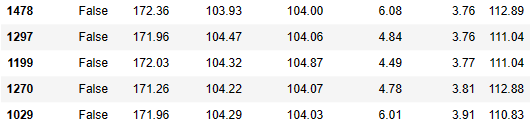 1478 False 172.36 103.93 104.00 6.08 3.76 112.89
1297 False 171.96 104.47 104.06 4.84 3.76 111.04
1199 False 172.03 104.32 104.87 4.49 3.77 111.04
1270 False 171.26 104.22 104.07 4.78 3.81 112.88
1029 False 171.96 104.29 104.03 6.01 3.91 110.83